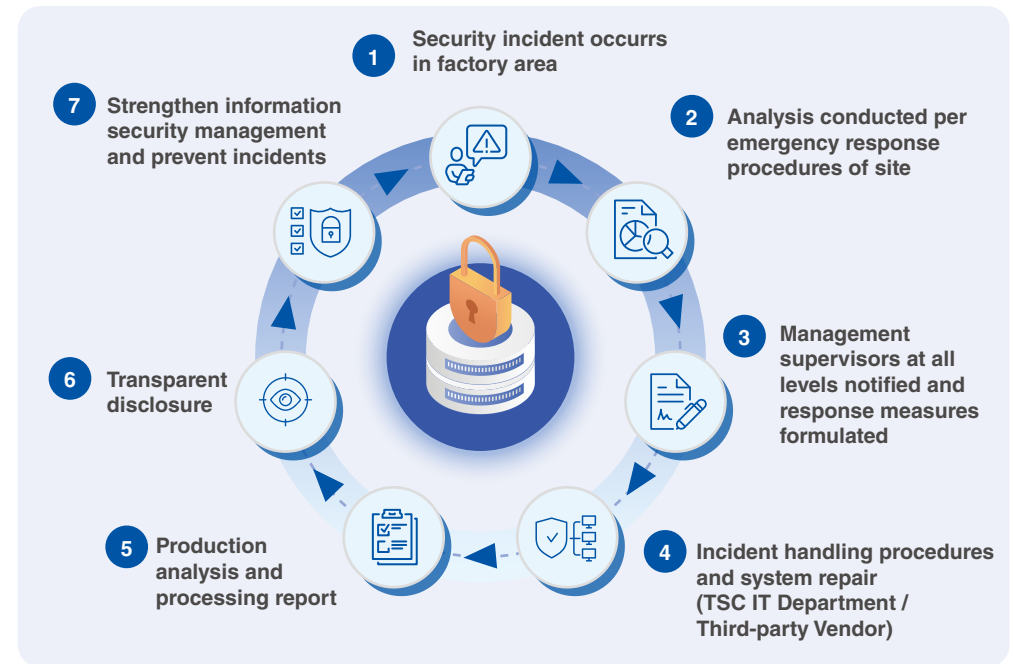 1
Security incident occurrs
in factory area
2
Analysis conducted per
emergency response
procedures of site
3
Management
supervisors at all
levels notified and
response measures
formulated
4
Incident handling procedures
and system repair
(TSC IT Department /
Third-party Vendor)
5
Production
analysis and
processing report
6
Transparent
disclosure
7
Strengthen information
security management
and prevent incidents